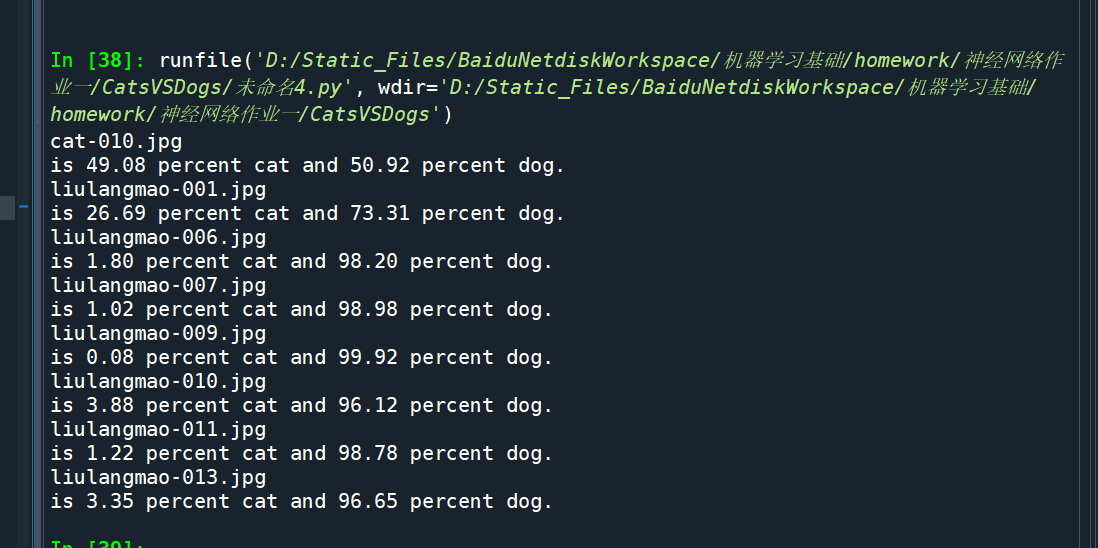 In [38]: runfile('D:/Static_Files/BaiduNetdiskWorkspace/机器学习基础/homework/神经网络作
业一/CatsVSDogs/未命名4.py', wdir='D:/Static_Files/BaiduNetdiskWorkspace/机器学习基础/
homework/神经网络作业一/CatsVSDogs')
cat-010.jpg
is 49.08 percent cat and 50.92 percent dog.
liulangmao-001.jpg
is 26.69 percent cat and 73.31 percent dog.
liulangmao-006.jpg
is 1.80 percent cat and 98.20 percent dog.
liulangmao-007.jpg
is 1.02 percent cat and 98.98 percent dog.
liulangmao-009.jpg
is 0.08 percent cat and 99.92 percent dog.
liulangmao-010.jpg
is 3.88 percent cat and 96.12 percent dog.
liulangmao-011.jpg
is 1.22 percent cat and 98.78 percent dog.
liulangmao-013.jpg
is 3.35 percent cat and 96.65 percent dog.
In [39]: